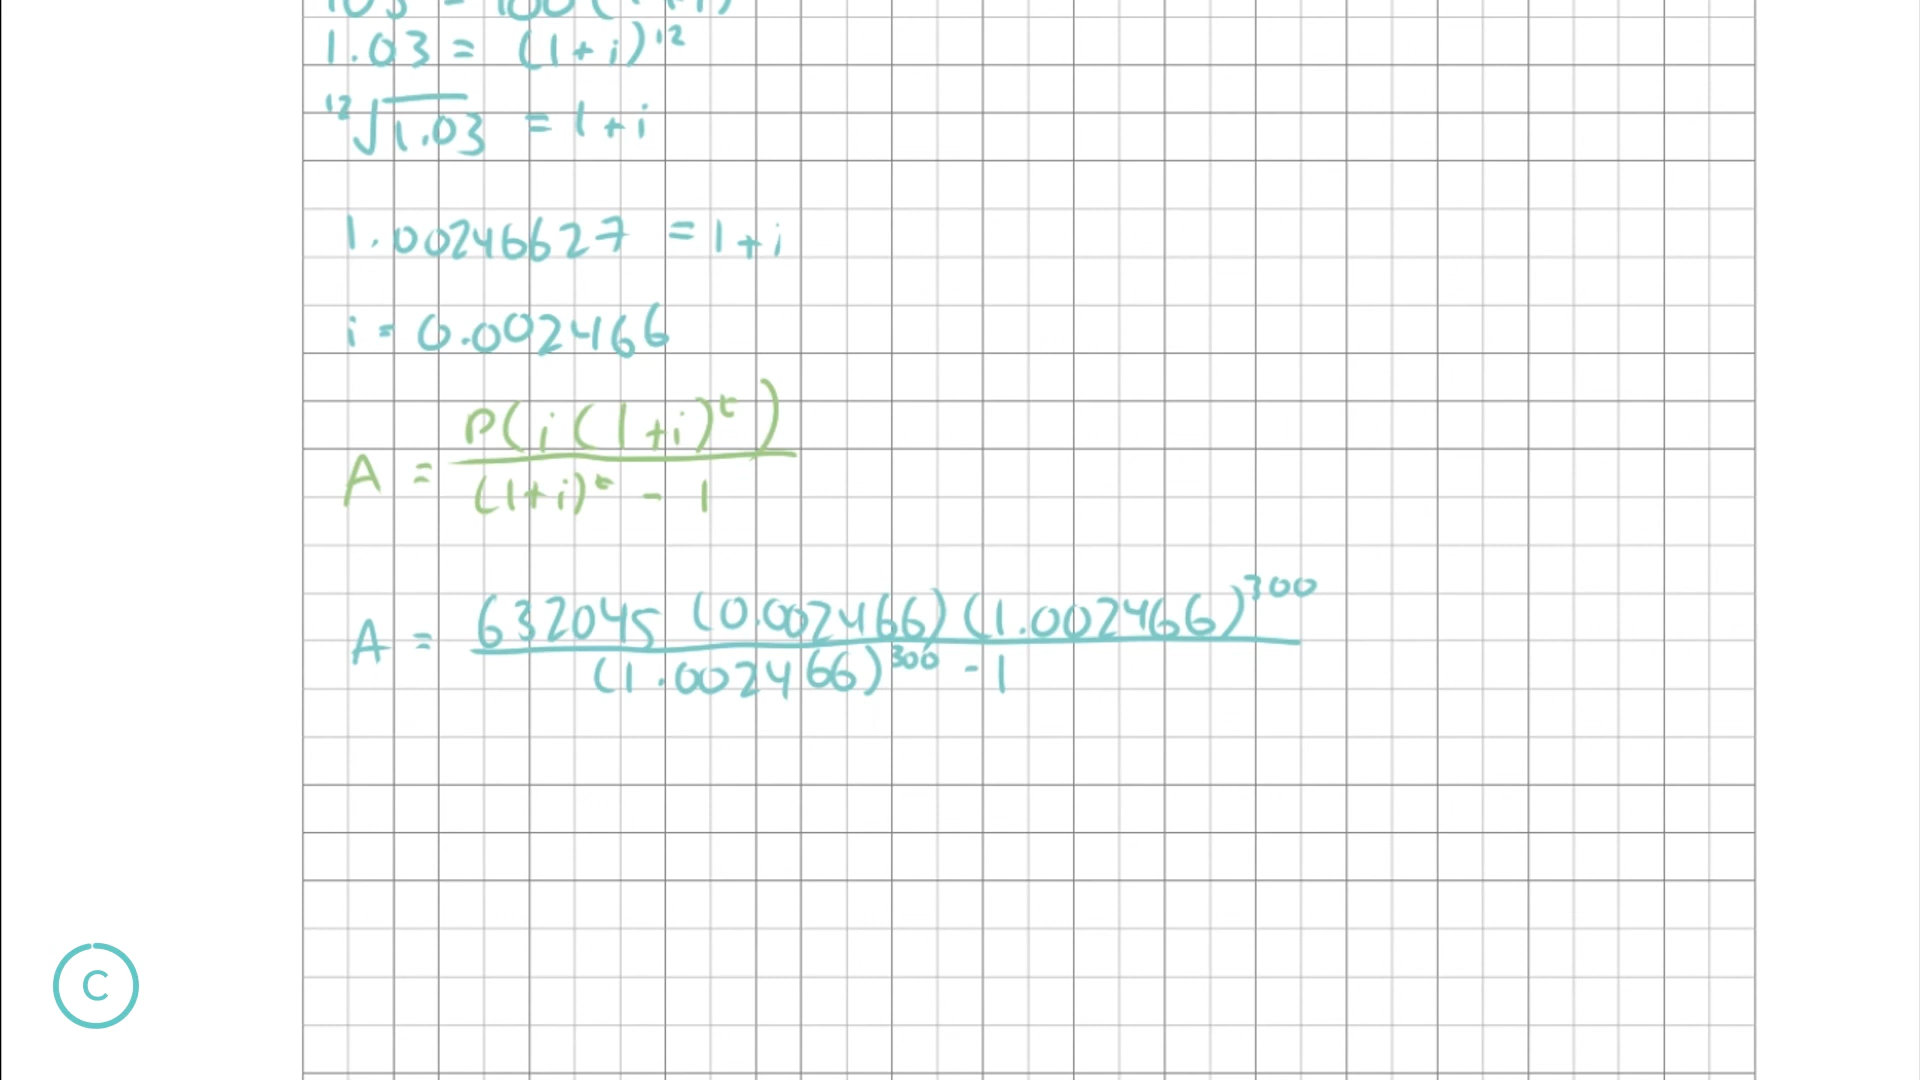 1.03 = (1+i)¹²
¹²√1.03 = 1+i
1.00246627 = 1+i
i = 0.002466
A = P(i(1+i)ᵗ) / (1+i)ᵗ - 1
A = 632045 (0.002466)(1.002466)³⁰⁰ / (1.002466)³⁰⁰ - 1
C